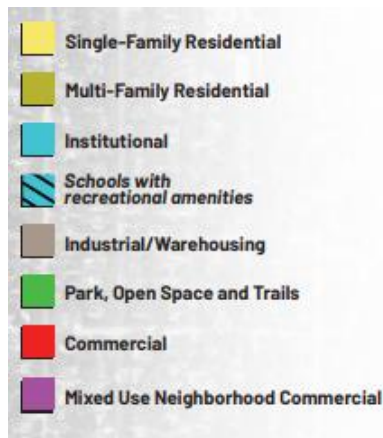 Single-Family Residential
Multi-Family Residential
Institutional
Schools with
recreational amenities
Industrial/Warehousing
Park, Open Space and Trails
Commercial
Mixed Use Neighborhood Commercial